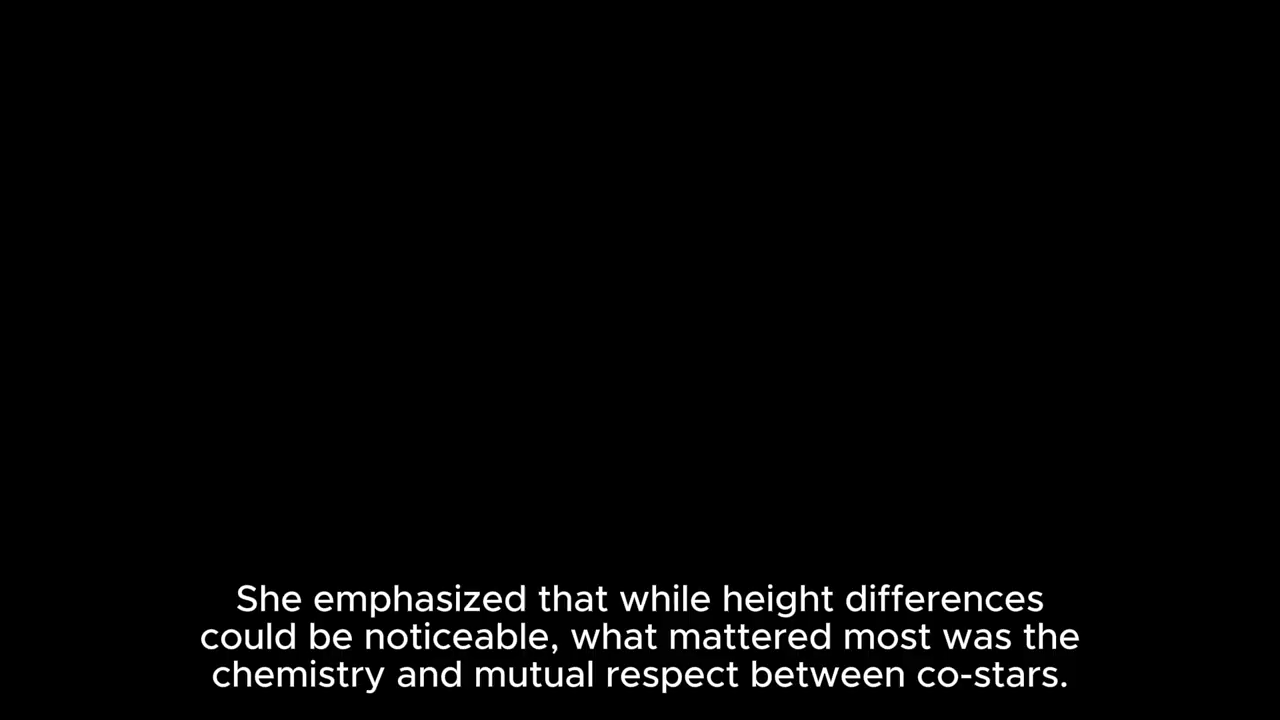 She emphasized that while height differences
could be noticeable, what mattered most was the
chemistry and mutual respect between co-stars.